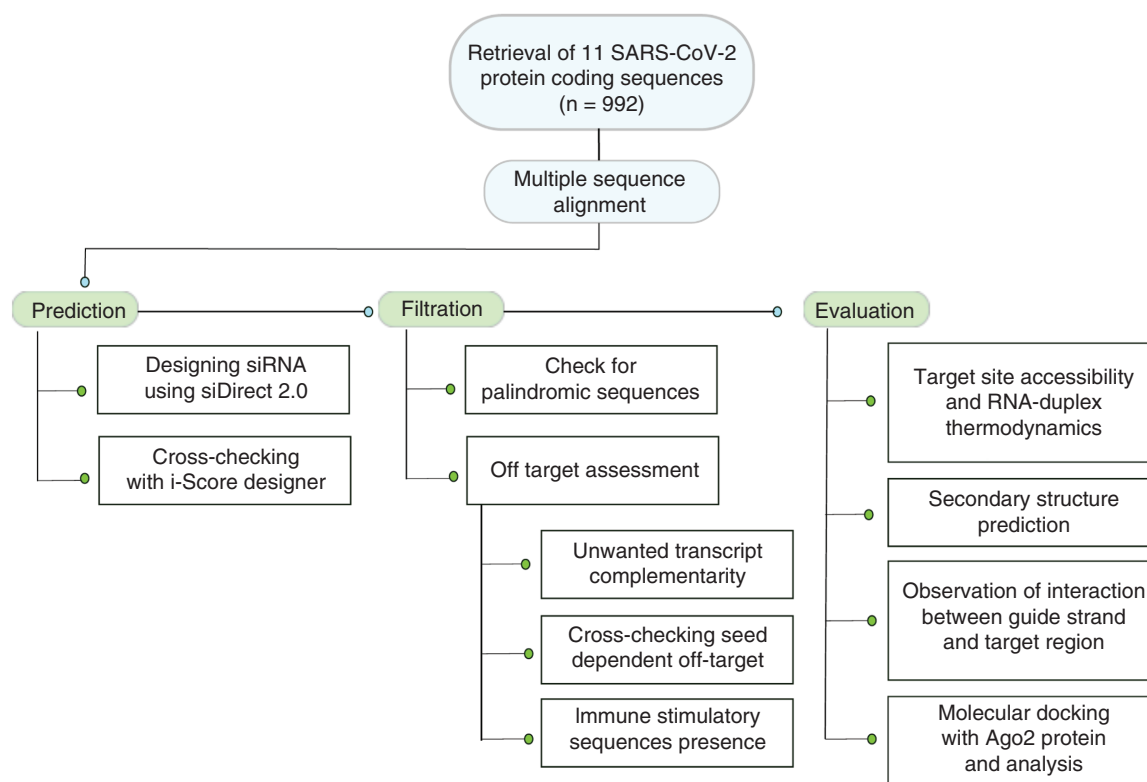 Retrieval of 11 SARS-CoV-2
protein coding sequences
(n = 992)
Multiple sequence
alignment
Prediction
Designing siRNA
using siDirect 2.0
Cross-checking
with i-Score designer
Filtration
Check for
palindromic sequences
Off target assessment
Unwanted transcript
complementarity
Cross-checking seed
dependent off-target
Immune stimulatory
sequences presence
Evaluation
Target site accessibility
and RNA-duplex
thermodynamics
Secondary structure
prediction
Observation of interaction
between guide strand
and target region
Molecular docking
with Ago2 protein
and analysis